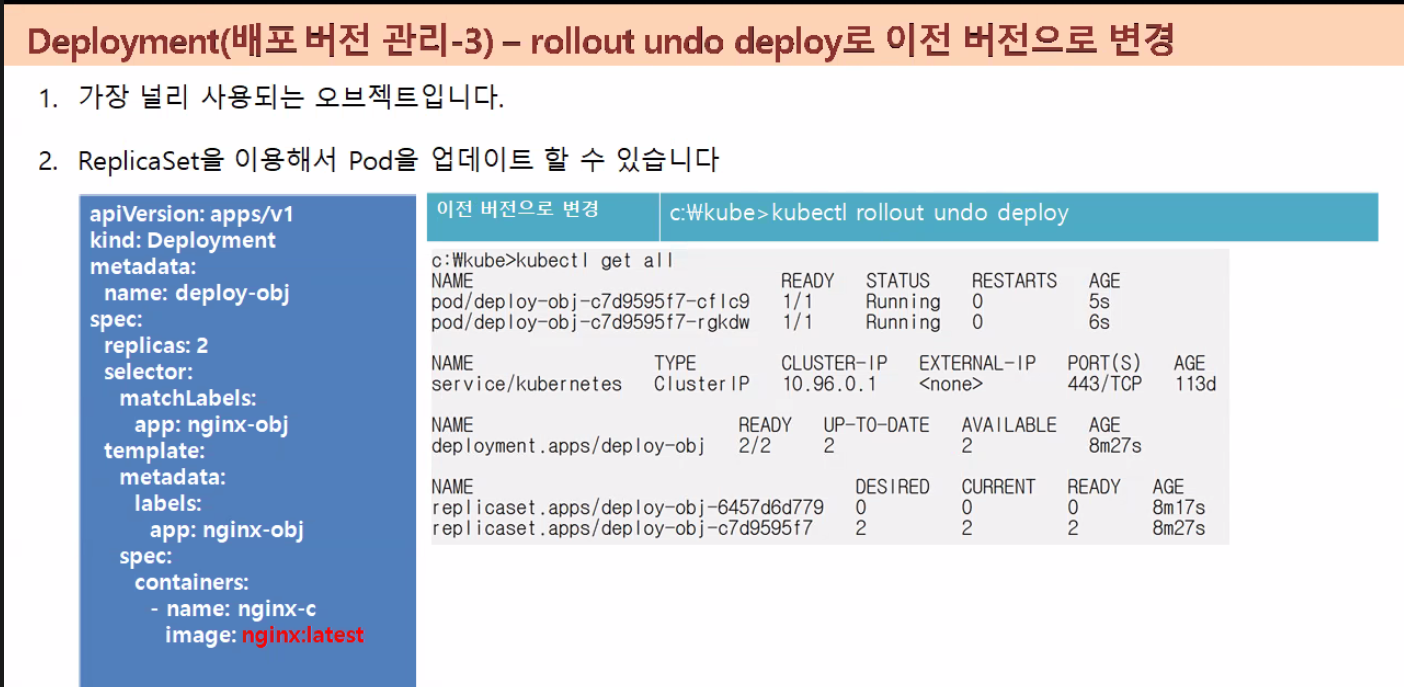 Deployment(배포 버전 관리-3) – rollout undo deploy로 이전 버전으로 변경
1. 가장 널리 사용되는 오브젝트입니다.
2. ReplicaSet을 이용해서 Pod을 업데이트 할 수 있습니다
apiVersion: apps/v1
kind: Deployment
metadata:
  name: deploy-obj
spec:
  replicas: 2
  selector:
    matchLabels:
      app: nginx-obj
  template:
    metadata:
      labels:
        app: nginx-obj
    spec:
      containers:
        - name: nginx-c
          image: nginx:latest
이전 버전으로 변경 c:₩kube>kubectl rollout undo deploy
c:₩kube>kubectl get all
NAME READY STATUS RESTARTS AGE
pod/deploy-obj-c7d9595f7-cflc9 1/1 Running 0 5s
pod/deploy-obj-c7d9595f7-rgkdw 1/1 Running 0 6s
NAME TYPE CLUSTER-IP EXTERNAL-IP PORT(S) AGE
service/kubernetes ClusterIP 10.96.0.1 <none> 443/TCP 113d
NAME READY UP-TO-DATE AVAILABLE AGE
deployment.apps/deploy-obj 2/2 2 2 8m27s
NAME DESIRED CURRENT READY AGE
replicaset.apps/deploy-obj-6457d6d779 0 0 0 8m17s
replicaset.apps/deploy-obj-c7d9595f7 2 2 2 8m27s